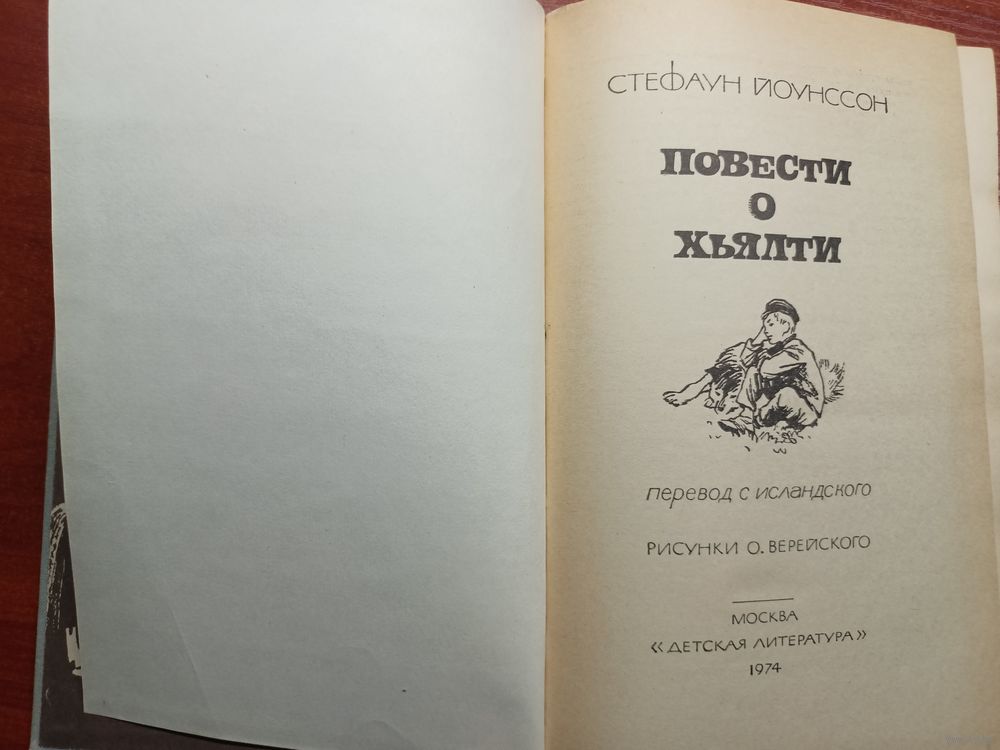 СТЕФАУН ЙОУНССОН
ПОВЕСТИ
О
ХЬЯЛТИ
перевод с исландского
РИСУНКИ О. ВЕРЕЙСКОГО
МОСКВА
«ДЕТСКАЯ ЛИТЕРАТУРА»
1974